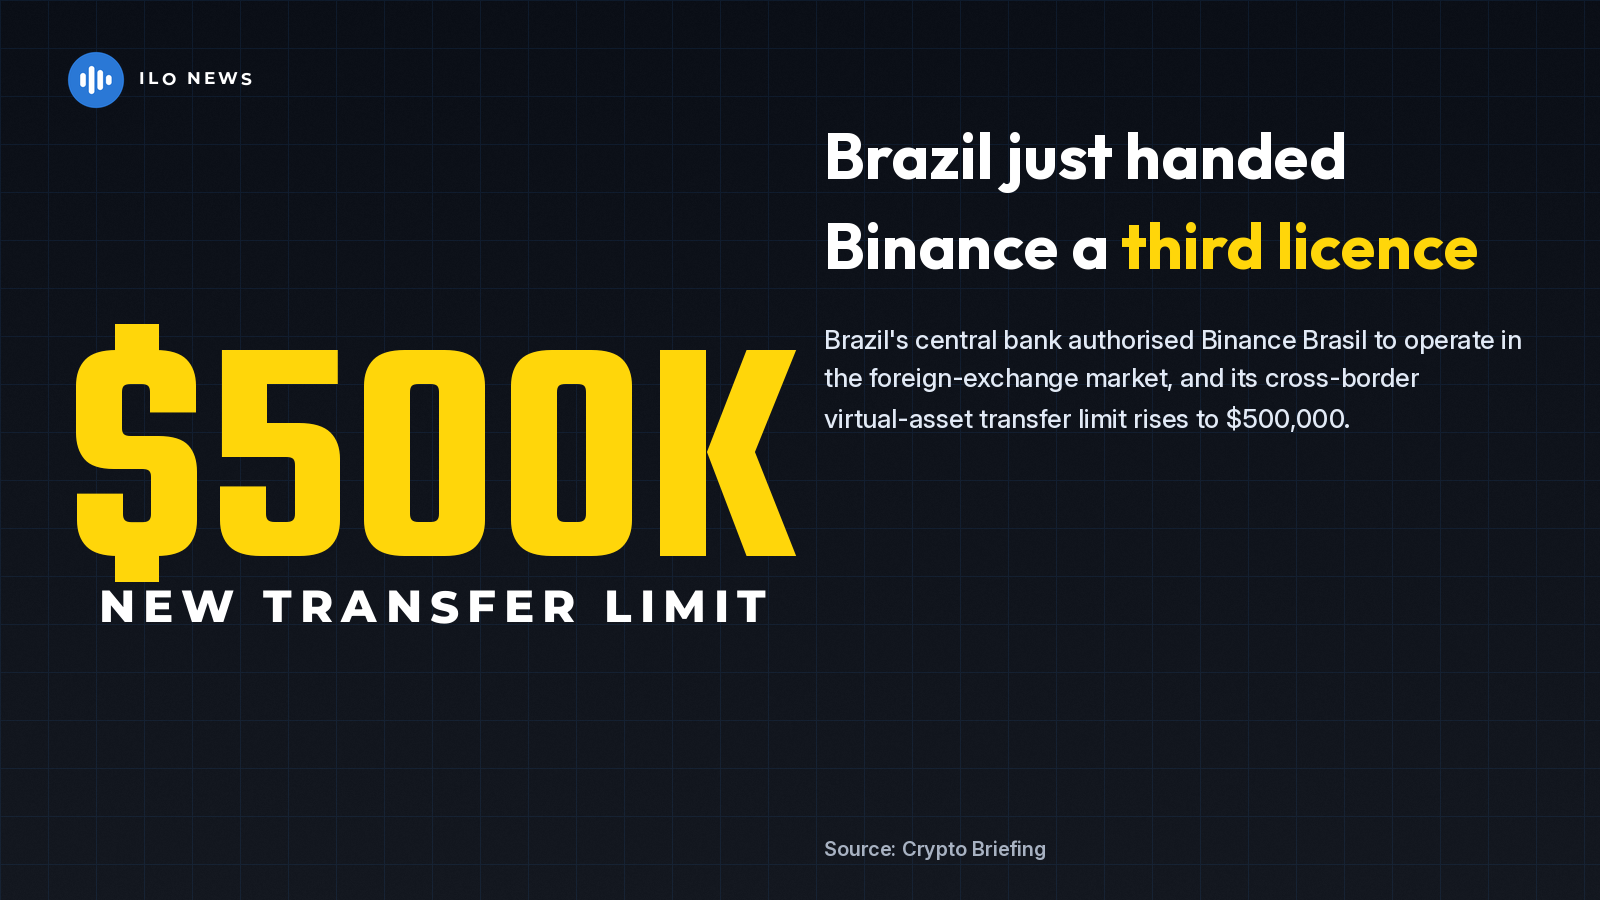 ILO NEWS
Brazil just handed
Binance a third licence
Brazil's central bank authorised Binance Brasil to operate in
the foreign-exchange market, and its cross-border
virtual-asset transfer limit rises to $500,000.
$500K
NEW TRANSFER LIMIT
Source: Crypto Briefing